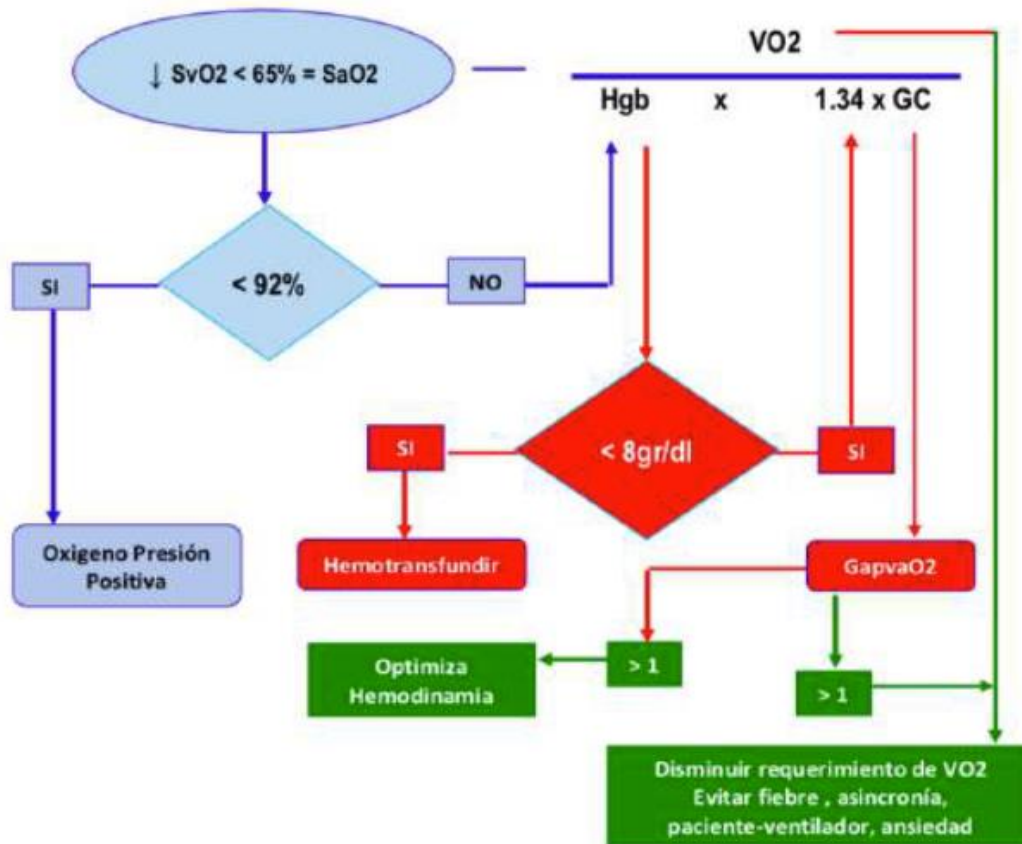 VO2
↓ SvO2 < 65% = SaO2
Hgb x 1.34 x GC
< 92%
SI
NO
< 8gr/dl
SI
SI
Oxigeno Presión
Positiva
Hemotransfundir
GapvaO2
Optimiza
Hemodinamia
> 1
> 1
Disminuir requerimiento de VO2
Evitar fiebre , asincronía,
paciente-ventilador, ansiedad